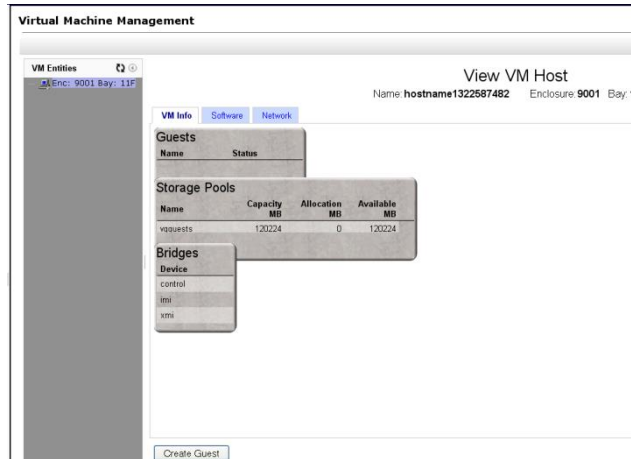 Virtual Machine Management
VM Entities
Enc: 9001 Bay: 11F
View VM Host
Name: hostname1322587482 Enclosure: 9001 Bay:
VM Info Software Network
Guests
Name Status
Storage Pools
Name Capacity MB Allocation MB Available MB
vgguests 120224 0 120224
Bridges
Device
control
imi
xmi
Create Guest